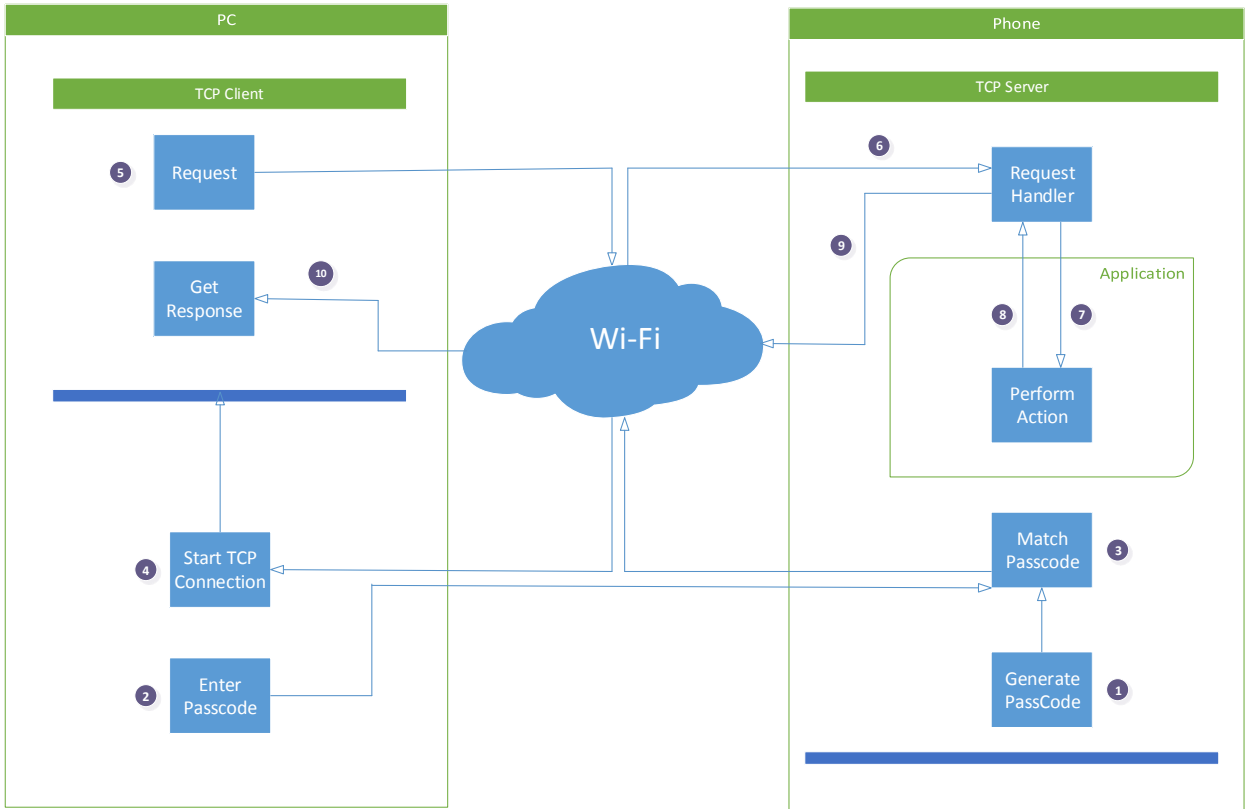 PC
TCP Client
5
Request
10
Get
Response
4
Start TCP
Connection
2
Enter
Passcode
Wi-Fi
Phone
TCP Server
6
Request
Handler
9
Application
8
7
Perform
Action
Match
Passcode
3
Generate
PassCode
1